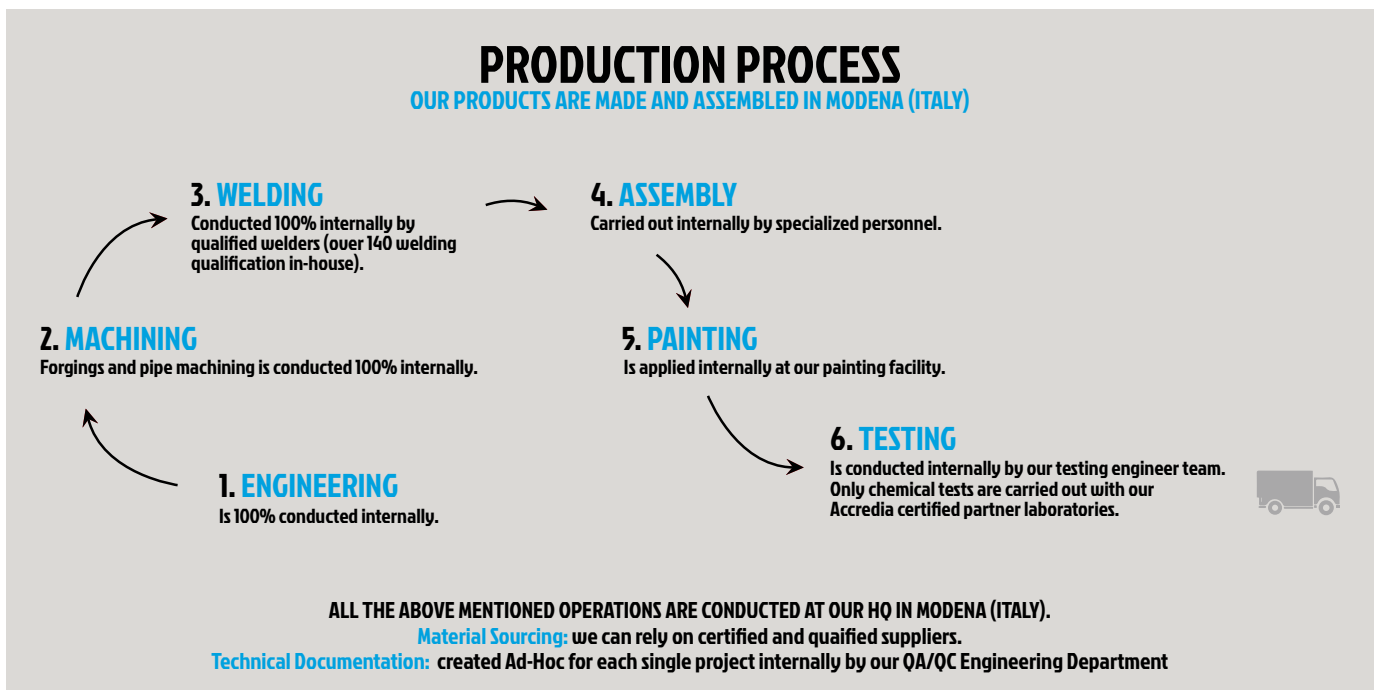 PRODUCTION PROCESS
OUR PRODUCTS ARE MADE AND ASSEMBLED IN MODENA (ITALY)
3. WELDING
Conducted 100% internally by
qualified welders (over 140 welding
qualification in-house).
4. ASSEMBLY
Carried out internally by specialized personnel.
2. MACHINING
Forgings and pipe machining is conducted 100% internally.
5. PAINTING
Is applied internally at our painting facility.
1. ENGINEERING
Is 100% conducted internally.
6. TESTING
Is conducted internally by our testing engineer team.
Only chemical tests are carried out with our
Accredia certified partner laboratories.
ALL THE ABOVE MENTIONED OPERATIONS ARE CONDUCTED AT OUR HQ IN MODENA (ITALY).
Material Sourcing: we can rely on certified and quaified suppliers.
Technical Documentation: created Ad-Hoc for each single project internally by our QA/QC Engineering Department